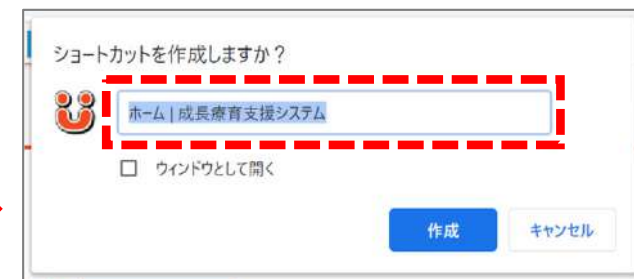 ショートカットを作成しますか？
ホーム | 成長療育支援システム
ウィンドウとして開く
作成
キャンセル